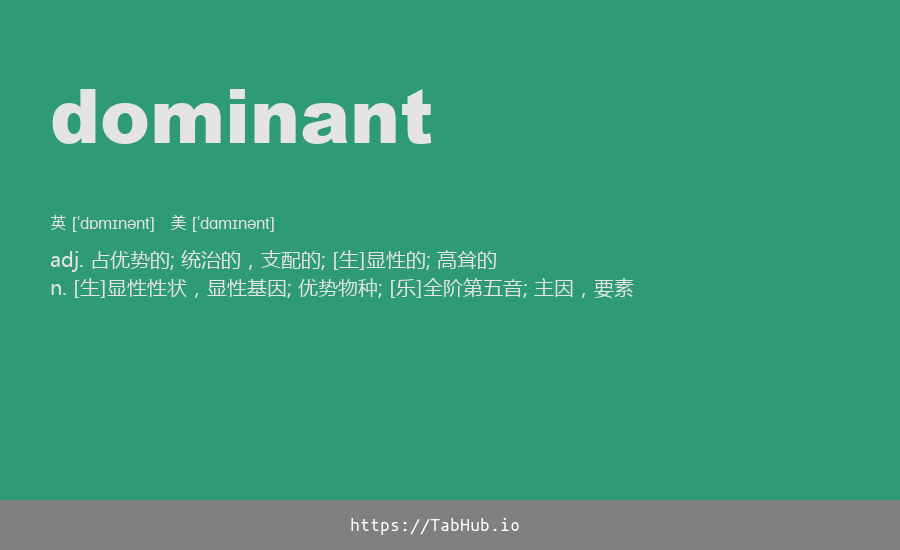 dominant
英 [ˈdɒmɪnənt] 美 [ˈdɑmɪnənt]
adj. 占优势的; 统治的，支配的; [生]显性的; 高耸的
n. [生]显性性状，显性基因; 优势物种; [乐]全阶第五音; 主因，要素
https://TabHub.io